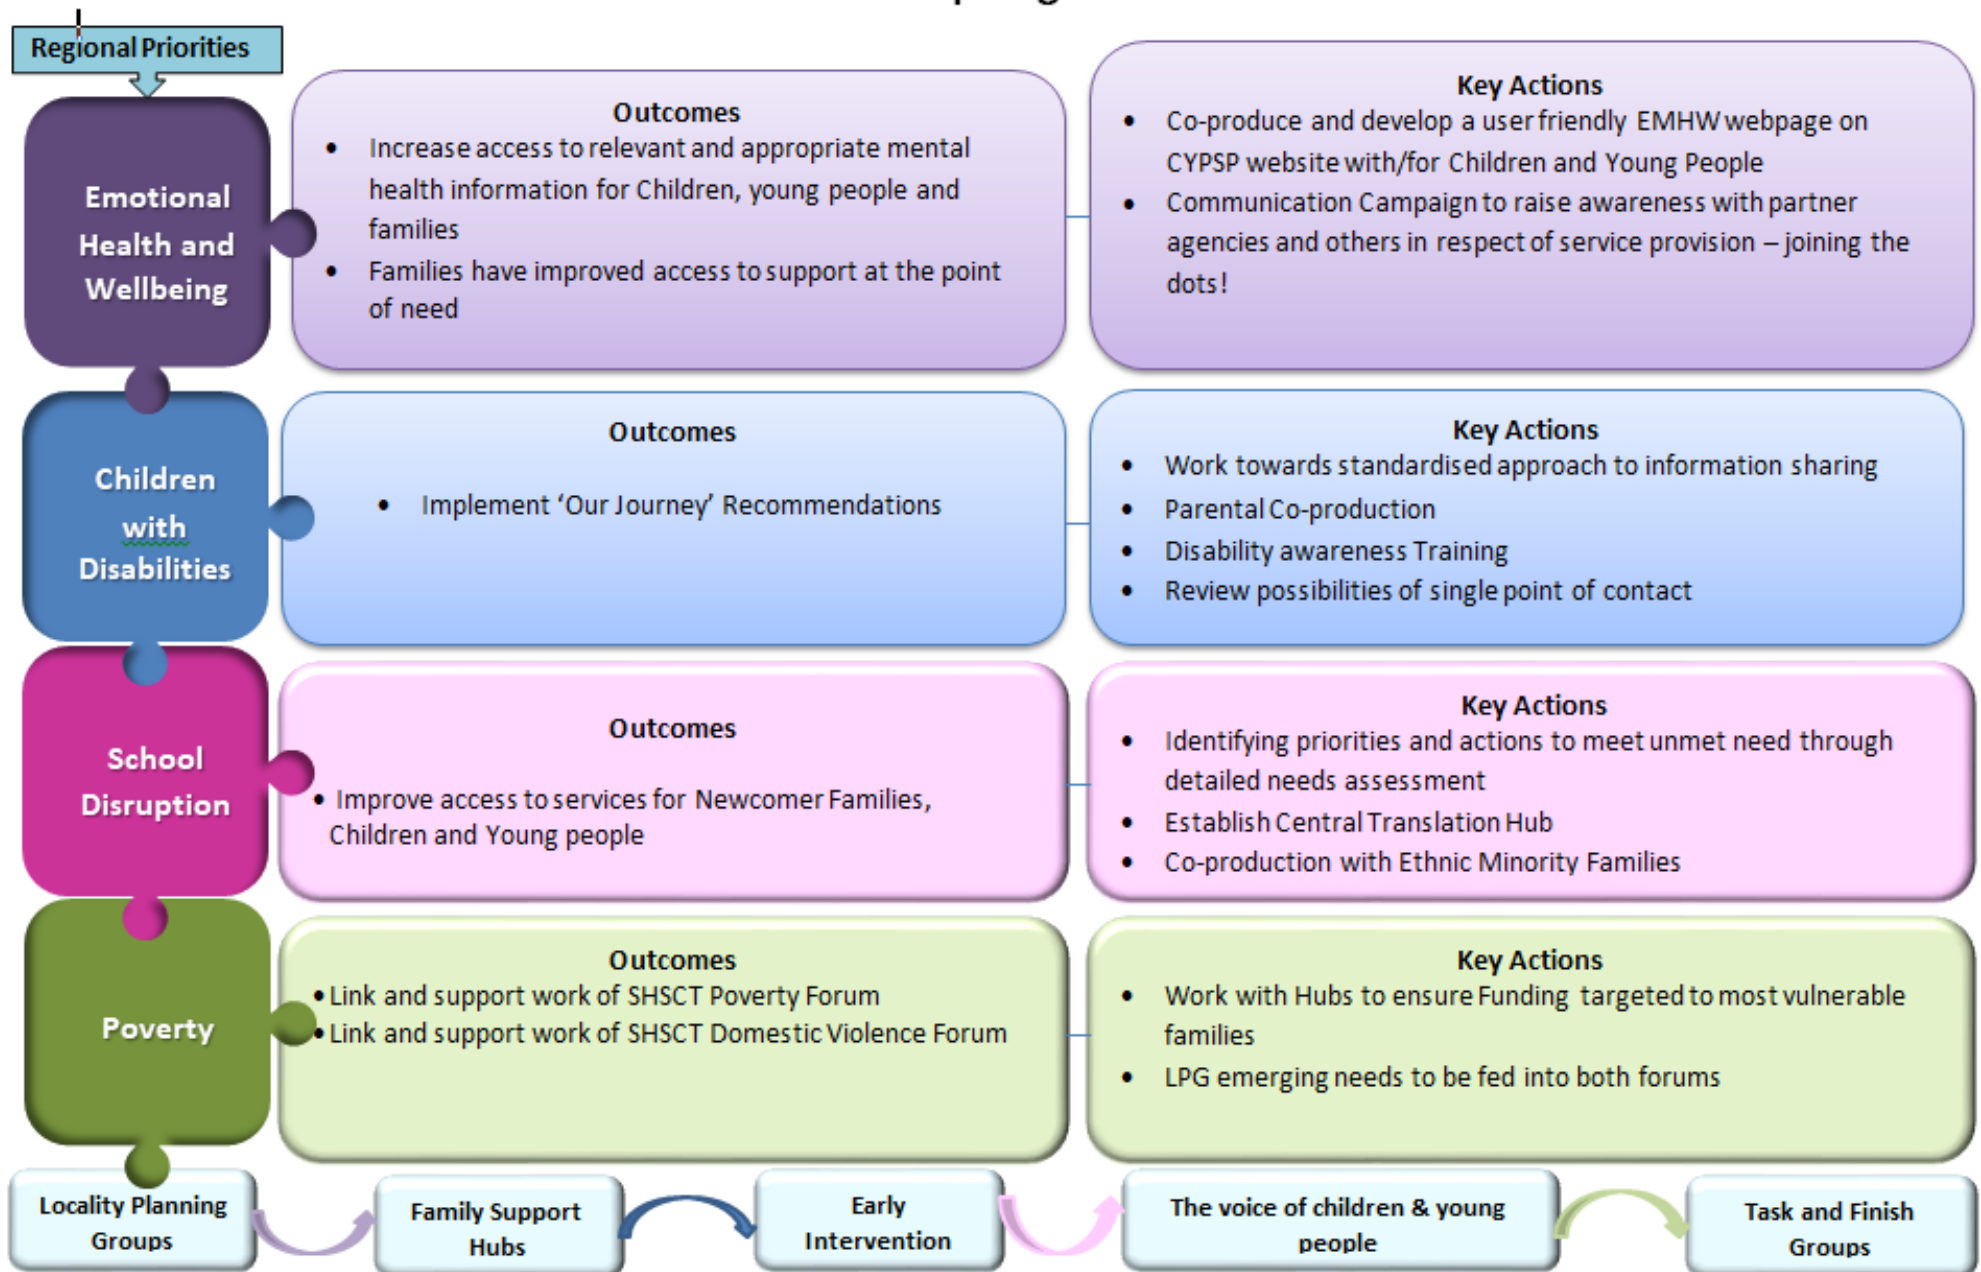 Regional Priorities
Emotional
Health and
Wellbeing
Outcomes
• Increase access to relevant and appropriate mental
health information for Children, young people and
families
• Families have improved access to support at the point
of need
Key Actions
• Co-produce and develop a user friendly EMHW webpage on
CYPSP website with/for Children and Young People
• Communication Campaign to raise awareness with partner
agencies and others in respect of service provision – joining the
dots!
Children
with
Disabilities
Outcomes
• Implement ‘Our Journey’ Recommendations
Key Actions
• Work towards standardised approach to information sharing
• Parental Co-production
• Disability awareness Training
• Review possibilities of single point of contact
School
Disruption
Outcomes
• Improve access to services for Newcomer Families,
Children and Young people
Key Actions
• Identifying priorities and actions to meet unmet need through
detailed needs assessment
• Establish Central Translation Hub
• Co-production with Ethnic Minority Families
Poverty
Outcomes
• Link and support work of SHSCT Poverty Forum
• Link and support work of SHSCT Domestic Violence Forum
Key Actions
• Work with Hubs to ensure Funding targeted to most vulnerable
families
• LPG emerging needs to be fed into both forums
Locality Planning
Groups
Family Support
Hubs
Early
Intervention
The voice of children & young
people
Task and Finish
Groups